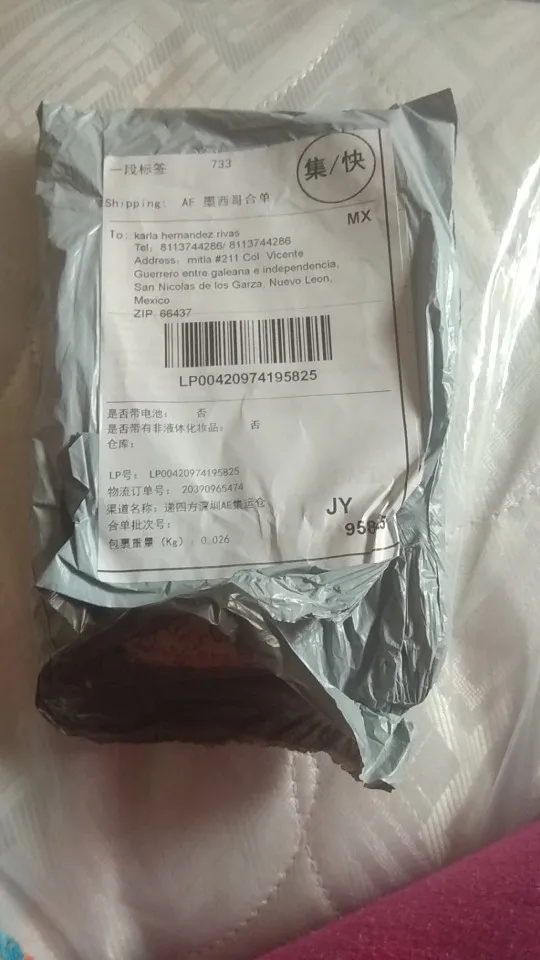 一段标签 733
集/快
Shipping: AE 墨西哥合单
MX
To: karla hernandez rivas
Tel: 8113744286/ 8113744286
Address: mitla #211 Col Vicente
Guerrero entre galeana e independencia,
San Nicolas de los Garza, Nuevo Leon,
Mexico
ZIP 66437
LP00420974195825
是否带电池: 否
是否带有非液体化妆品: 否
仓库:
LP号: LP00420974195825
物流订单号: 20390965474
渠道名称: 递四方深圳AE集运仓
合单批次号:
JY
包裹重量 (Kg): 0.026